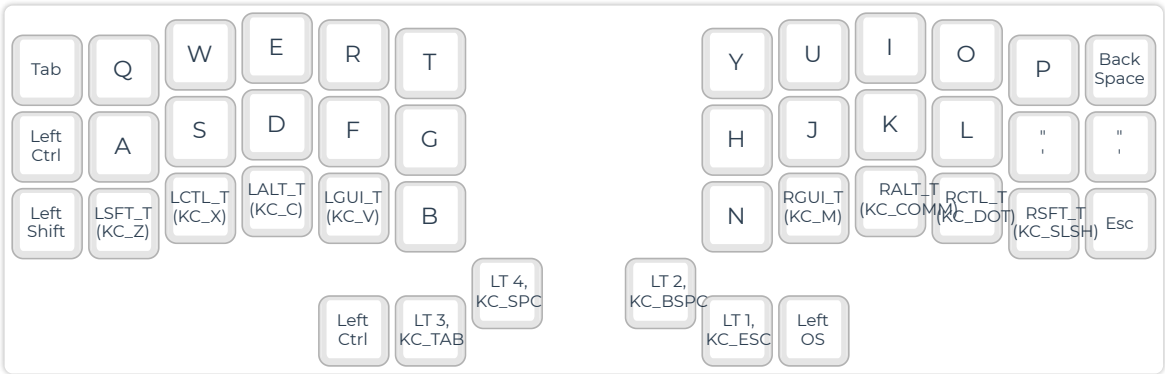 Tab
Q
W
E
R
T
Y
U
I
O
P
Back
Space
Left
Ctrl
A
S
D
F
G
H
J
K
L
"
'
"
'
Left
Shift
LSFT_T
(KC_Z)
LCTL_T
(KC_X)
LALT_T
(KC_C)
LGUI_T
(KC_V)
B
N
RGUI_T
(KC_M)
RALT_T
(KC_COMM)
RCTL_T
(KC_DOT)
RSFT_T
(KC_SLSH)
Esc
Left
Ctrl
LT 3,
KC_TAB
LT 4,
KC_SPC
LT 2,
KC_BSPC
LT 1,
KC_ESC
Left
OS